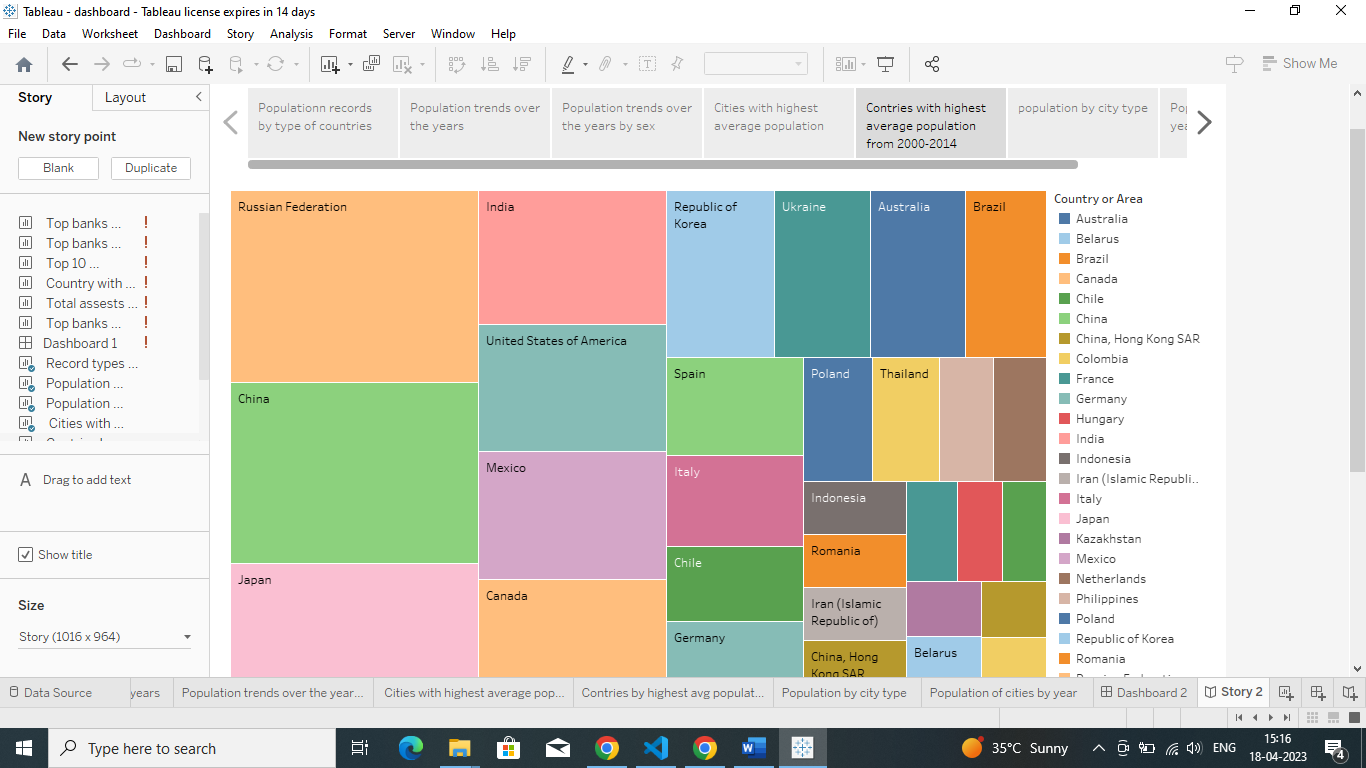 Tableau - dashboard - Tableau license expires in 14 days
File Data Worksheet Dashboard Story Analysis Format Server Window Help
Show Me
Story Layout
New story point
Blank Duplicate
Top banks ... !
Top banks ... !
Top 10 ... !
Country with ... !
Total assests ... !
Top banks ... !
Dashboard 1 !
Record types ...
Population ...
Population ...
Cities with ...
A Drag to add text
Show title
Size
Story (1016 x 964)
Populationn records
by type of countries
Population trends over
the years
Population trends over
the years by sex
Cities with highest
average population
Contries with highest
average population
from 2000-2014
population by city type
Russian Federation
China
Japan
India
United States of America
Mexico
Canada
Republic of
Korea
Ukraine
Australia
Brazil
Spain
Italy
Chile
Germany
Poland
Thailand
Indonesia
Romania
Iran (Islamic
Republic of)
China, Hong
Kong SAR
Belarus
Country or Area
Australia
Belarus
Brazil
Canada
Chile
China
China, Hong Kong SAR
Colombia
France
Germany
Hungary
India
Indonesia
Iran (Islamic Republi..
Italy
Japan
Kazakhstan
Mexico
Netherlands
Philippines
Poland
Republic of Korea
Romania
Data Source years Population trends over the year... Cities with highest average pop... Contries by highest avg populat... Population by city type Population of cities by year Dashboard 2 Story 2
Type here to search
35°C Sunny
ENG
15:16
18-04-2023
4